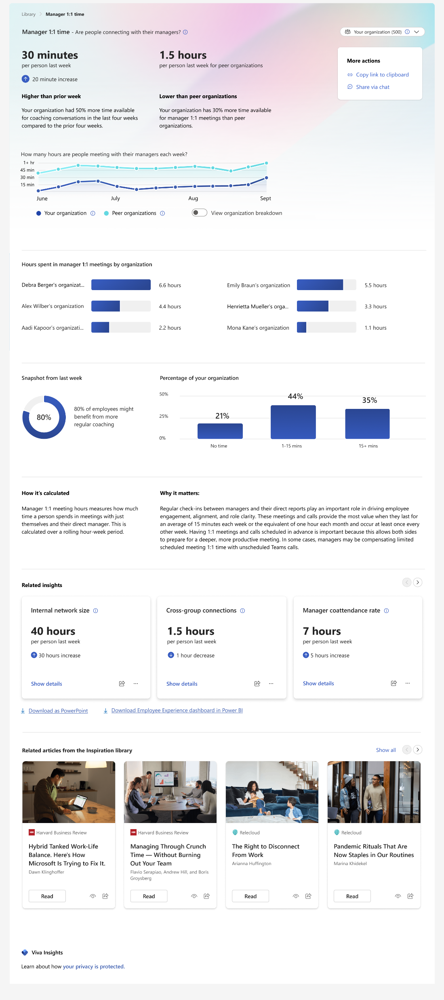 Library
Manager 1:1 time
Manager 1:1 time - Are people connecting with their managers?
Your organization (500)
30 minutes
per person last week
20 minute increase
1.5 hours
per person last week for peer organizations
More actions
Copy link to clipboard
Share via chat
Higher than prior week
Your organization had 50% more time available
for coaching conversations in the last four weeks
compared to the prior four weeks.
Lower than peer organizations
Your organization has 30% more time available
for manager 1:1 meetings than peer
organizations.
How many hours are people meeting with their managers each week?
1+ hr
45 min
30 min
15 min
June
July
Aug
Sept
Your organization
Peer organizations
View organization breakdown
Hours spent in manager 1:1 meetings by organization
Debra Berger's organizat...
6.6 hours
Emily Braun's organization
5.5 hours
Alex Wilber's organization
4.4 hours
Henrietta Mueller's orga...
3.3 hours
Aadi Kapoor's organizati...
2.2 hours
Mona Kane's organization
1.1 hours
Snapshot from last week
80%
80% of employees might
benefit from more
regular coaching
Percentage of your organization
50%
25%
0%
21%
44%
35%
No time
1-15 mins
15+ mins
How it's calculated
Manager 1:1 meeting hours measures how much
time a person spends in meetings with just
themselves and their direct manager. This is
calculated over a rolling hour-week period.
Why it matters:
Regular check-ins between managers and their direct reports play an important role in driving employee
engagement, alignment, and role clarity. These meetings and calls provide the most value when they last for
an average of 15 minutes each week or the equivalent of one hour each month and occur at least once every
other week. Having 1:1 meetings and calls scheduled in advance is important because this allows both sides
to prepare for a deeper, more productive meeting. In some cases, managers may be compensating limited
scheduled meeting 1:1 time with unscheduled Teams calls.
Related insights
Internal network size
40 hours
per person last week
30 hours increase
Show details
Cross-group connections
1.5 hours
per person last week
1 hour decrease
Show details
Manager coattendance rate
7 hours
per person last week
5 hours increase
Show details
Download as PowerPoint
Download Employee Experience dashboard in Power BI
Related articles from the Inspiration library
Show all
HBR
Harvard Business Review
Hybrid Tanked Work-Life
Balance. Here's How
Microsoft Is Trying to Fix It.
Dawn Klinghoffer
Read
HBR
Harvard Business Review
Managing Through Crunch
Time — Without Burning
Out Your Team
Flavio Serapiao, Andrew Hill, and Boris
Groysberg
Read
Relecloud
The Right to Disconnect
From Work
Arianna Huffington
Read
Relecloud
Pandemic Rituals That Are
Now Staples in Our Routines
Marina Khidekel
Read
Viva Insights
Learn about how your privacy is protected.